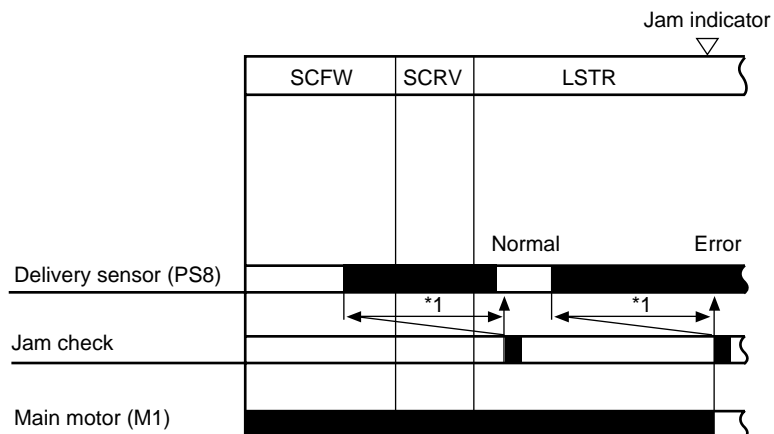 Jam indicator
SCFW SCRV LSTR
Normal Error
Delivery sensor (PS8)
*1 *1
Jam check
Main motor (M1)